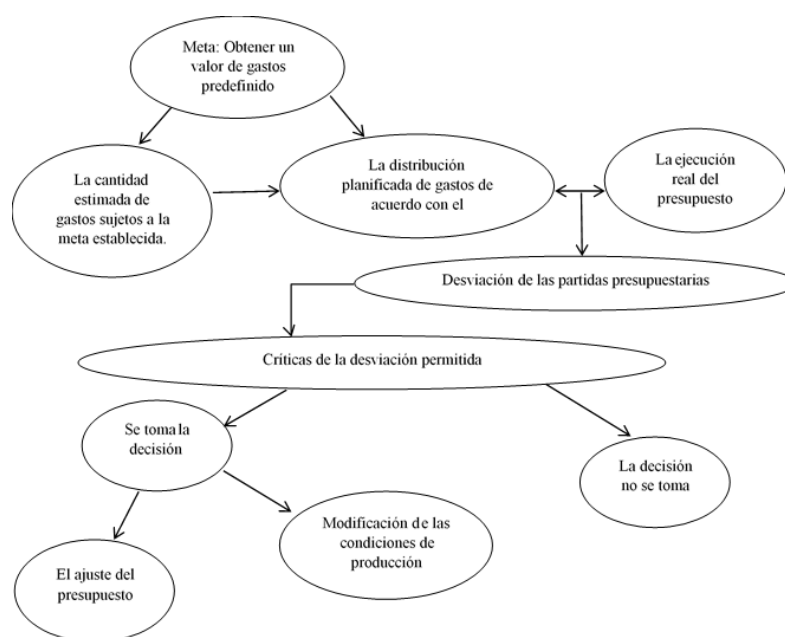 Meta: Obtener un
valor de gastos
predefinido
La cantidad
estimada de
gastos sujetos a la
meta establecida.
La distribución
planificada de gastos de
acuerdo con el
La ejecución
real del
presupuesto
Desviación de las partidas presupuestarias
Críticas de la desviación permitida
Se toma la
decisión
La decisión
no se toma
Modificación de las
condiciones de
producción
El ajuste del
presupuesto